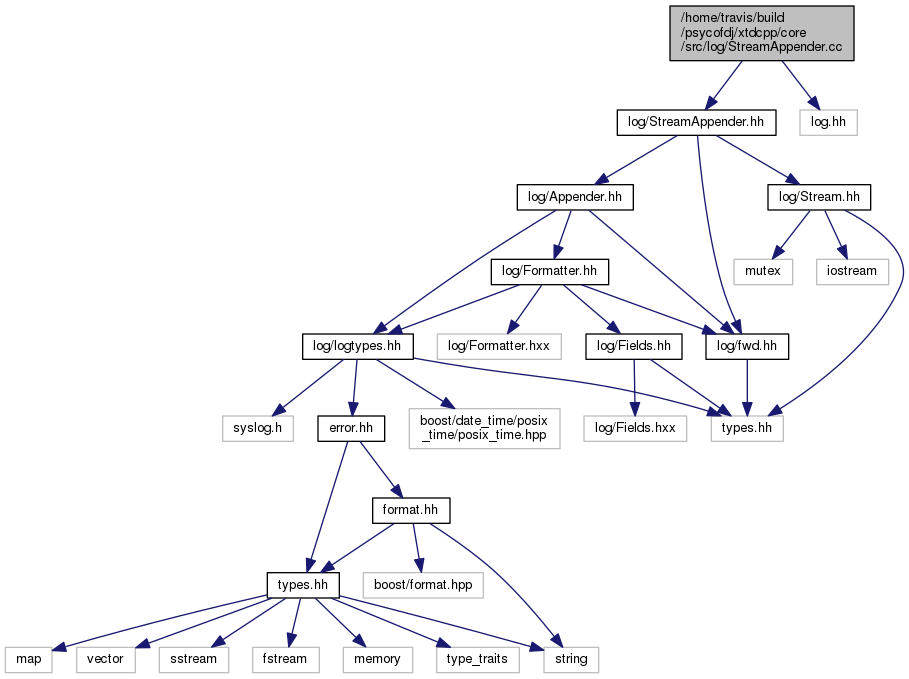 /home/travis/build
/psycofdj/xtdcpp/core
/src/log/StreamAppender.cc
log/StreamAppender.hh
log.hh
log/Appender.hh
log/Stream.hh
log/Formatter.hh
mutex
iostream
log/logtypes.hh
log/Formatter.hxx
log/Fields.hh
log/fwd.hh
syslog.h
error.hh
boost/date_time/posix
_time/posix_time.hpp
log/Fields.hxx
types.hh
format.hh
types.hh
boost/format.hpp
map
vector
sstream
fstream
memory
type_traits
string